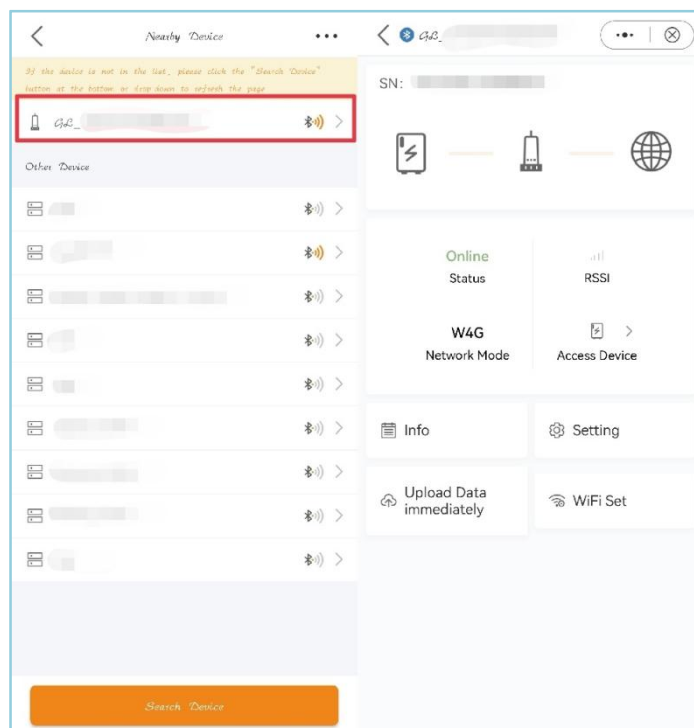 Nearby Device
If the device is not in the list, please click the "Search Device"
button at the bottom or drop down to refresh the page
GL_
Other Device
Search Device
GL_
SN:
Online
Status
RSSI
W4G
Network Mode
Access Device
Info
Setting
Upload Data
immediately
WiFi Set